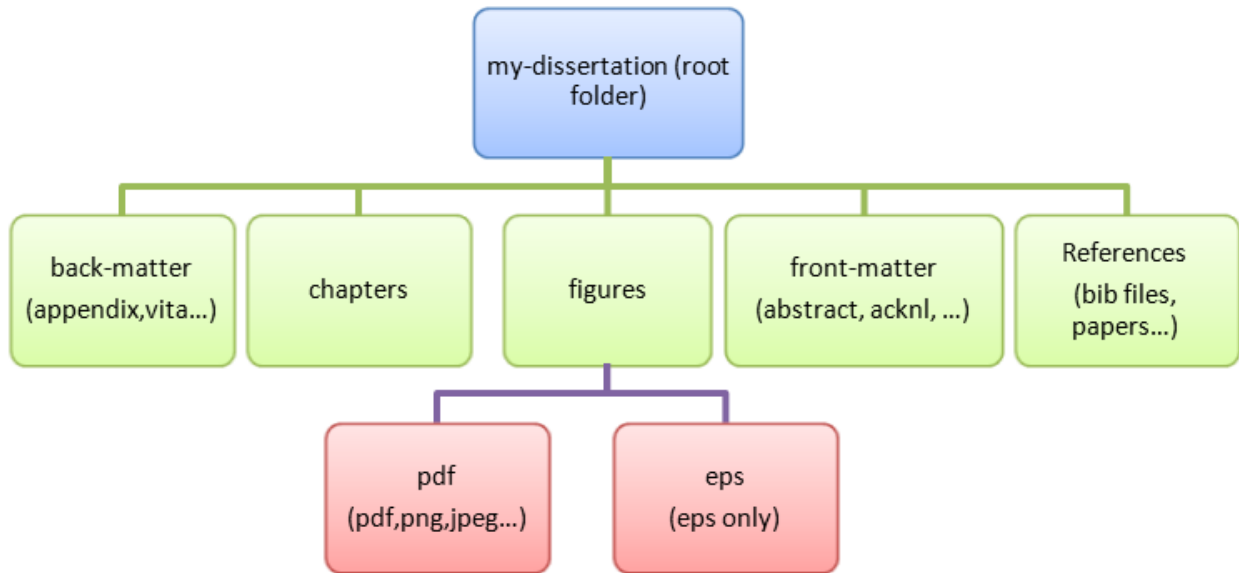 my-dissertation (root
folder)
back-matter
(appendix,vita…)
chapters
figures
front-matter
(abstract, acknl, …)
References
(bib files,
papers…)
pdf
(pdf,png,jpeg…)
eps
(eps only)